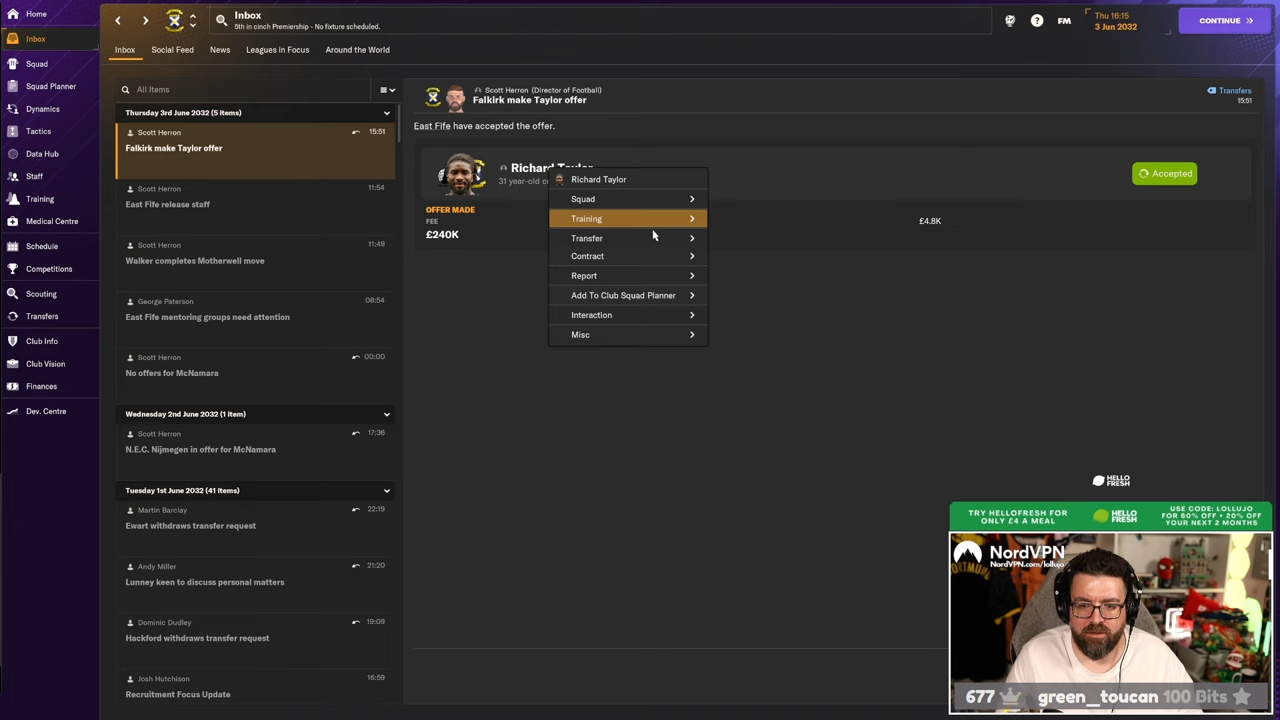 Home
Inbox
Squad
Squad Planner
Dynamics
Tactics
Data Hub
Staff
Training
Medical Centre
Schedule
Competitions
Scouting
Transfers
Club Info
Club Vision
Finances
Dev. Centre
Inbox
5th in cinch Premiership - No fixture scheduled.
FM
Thu 16:15
3 Jun 2032
CONTINUE
Inbox Social Feed News Leagues in Focus Around the World
All Items
Thursday 3rd June 2032 (5 items)
Scott Herron 15:51
Falkirk make Taylor offer
Scott Herron 11:54
East Fife release staff
Scott Herron 11:49
Walker completes Motherwell move
George Paterson 08:54
East Fife mentoring groups need attention
Scott Herron 00:00
No offers for McNamara
Wednesday 2nd June 2032 (1 item)
Scott Herron 17:36
N.E.C. Nijmegen in offer for McNamara
Tuesday 1st June 2032 (41 items)
Martin Barclay 22:19
Ewart withdraws transfer request
Andy Miller 21:20
Lunney keen to discuss personal matters
Dominic Dudley 19:09
Hackford withdraws transfer request
Josh Hutchison 16:59
Recruitment Focus Update
Scott Herron (Director of Football)
Falkirk make Taylor offer
Transfers
15:51
East Fife have accepted the offer.
Richard Taylor
31 year-old
Accepted
OFFER MADE
FEE
£240K
£4.8K
Richard Taylor
Squad
Training
Transfer
Contract
Report
Add To Club Squad Planner
Interaction
Misc
HELLO
FRESH
TRY HELLOFRESH FOR
ONLY £4 A MEAL
HELLO
FRESH
USE CODE: LOLLUJO
FOR 60% OFF + 20% OFF
YOUR NEXT 2 MONTHS
NordVPN
NordVPN.com/lollujo
677 green_toucan 100 Bits